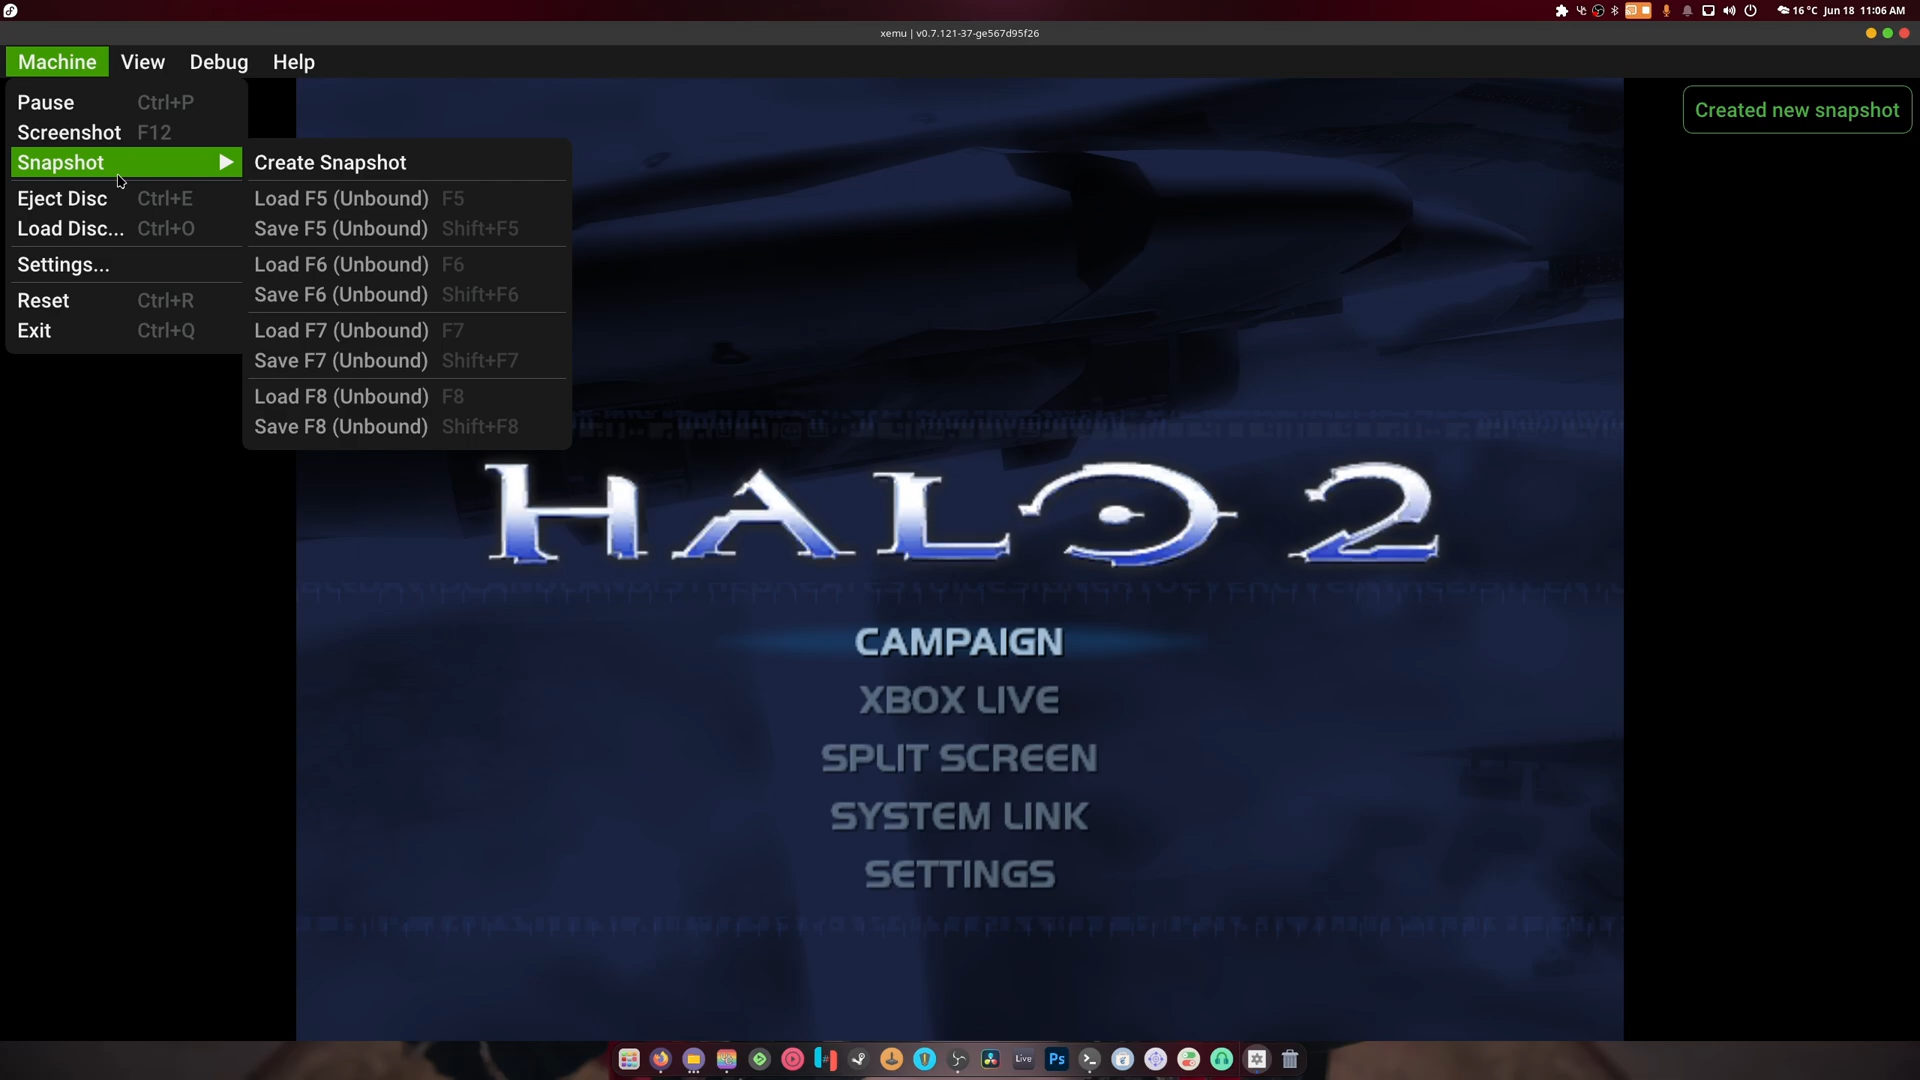 16 °C Jun 18 11:06 AM
xemu | v0.7.121-37-ge567d95f26
Machine View Debug Help
Pause Ctrl+P
Screenshot F12
Snapshot
Eject Disc Ctrl+E
Load Disc... Ctrl+O
Settings...
Reset Ctrl+R
Exit Ctrl+Q
Create Snapshot
Load F5 (Unbound) F5
Save F5 (Unbound) Shift+F5
Load F6 (Unbound) F6
Save F6 (Unbound) Shift+F6
Load F7 (Unbound) F7
Save F7 (Unbound) Shift+F7
Load F8 (Unbound) F8
Save F8 (Unbound) Shift+F8
Created new snapshot
HALO 2
CAMPAIGN
XBOX LIVE
SPLIT SCREEN
SYSTEM LINK
SETTINGS
Live Ps